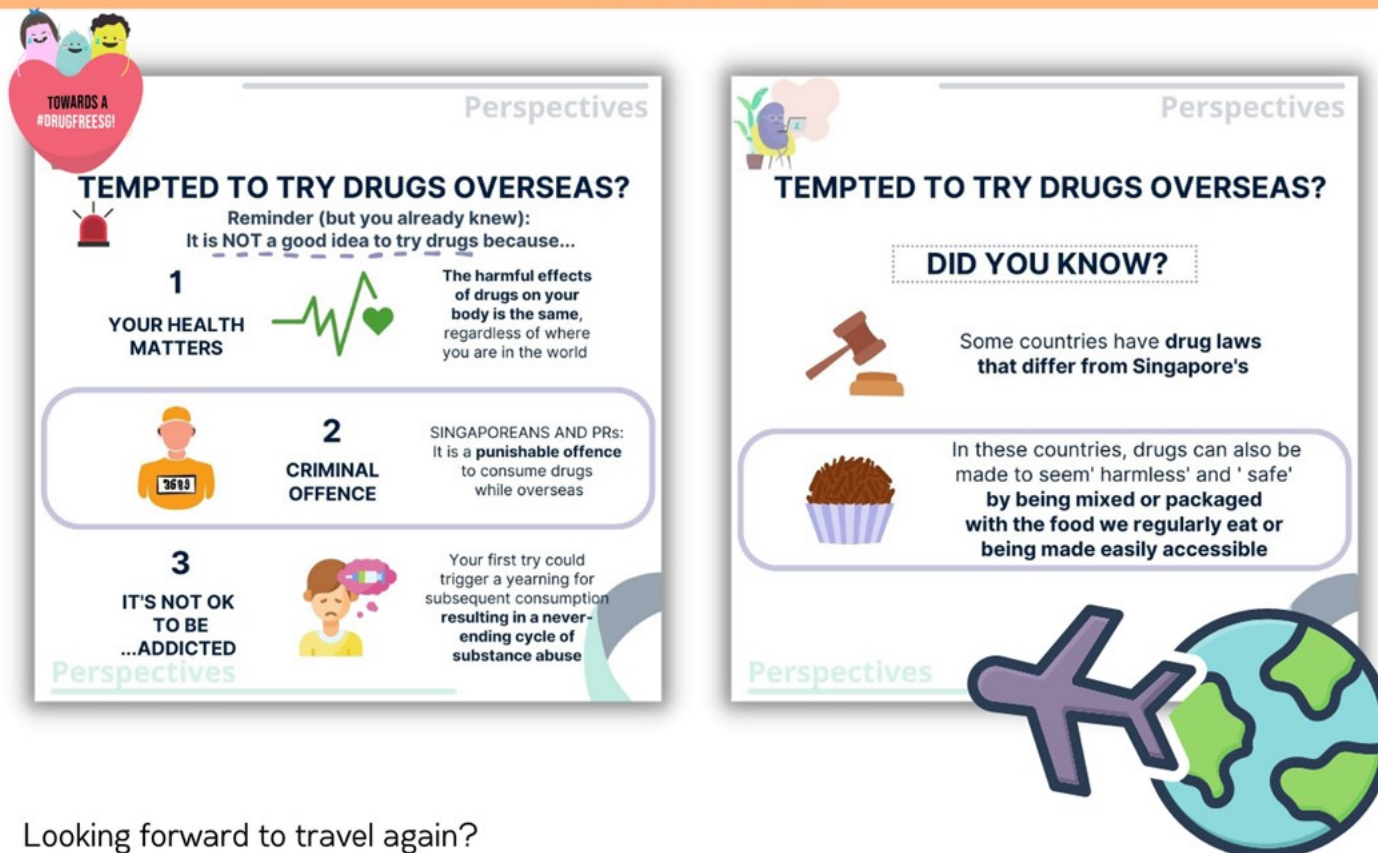 TOWARDS A
#DRUGFREESG!
Perspectives
TEMPTED TO TRY DRUGS OVERSEAS?
Reminder (but you already knew):
It is NOT a good idea to try drugs because...
1
YOUR HEALTH
MATTERS
The harmful effects
of drugs on your
body is the same,
regardless of where
you are in the world
3685
2
CRIMINAL
OFFENCE
SINGAPOREANS AND PRs:
It is a punishable offence
to consume drugs
while overseas
3
IT'S NOT OK
TO BE
...ADDICTED
Your first try could
trigger a yearning for
subsequent consumption
resulting in a never-
ending cycle of
substance abuse
Perspectives
Perspectives
TEMPTED TO TRY DRUGS OVERSEAS?
DID YOU KNOW?
Some countries have drug laws
that differ from Singapore's
In these countries, drugs can also be
made to seem' harmless' and ' safe'
by being mixed or packaged
with the food we regularly eat or
being made easily accessible
Perspectives
Looking forward to travel again?